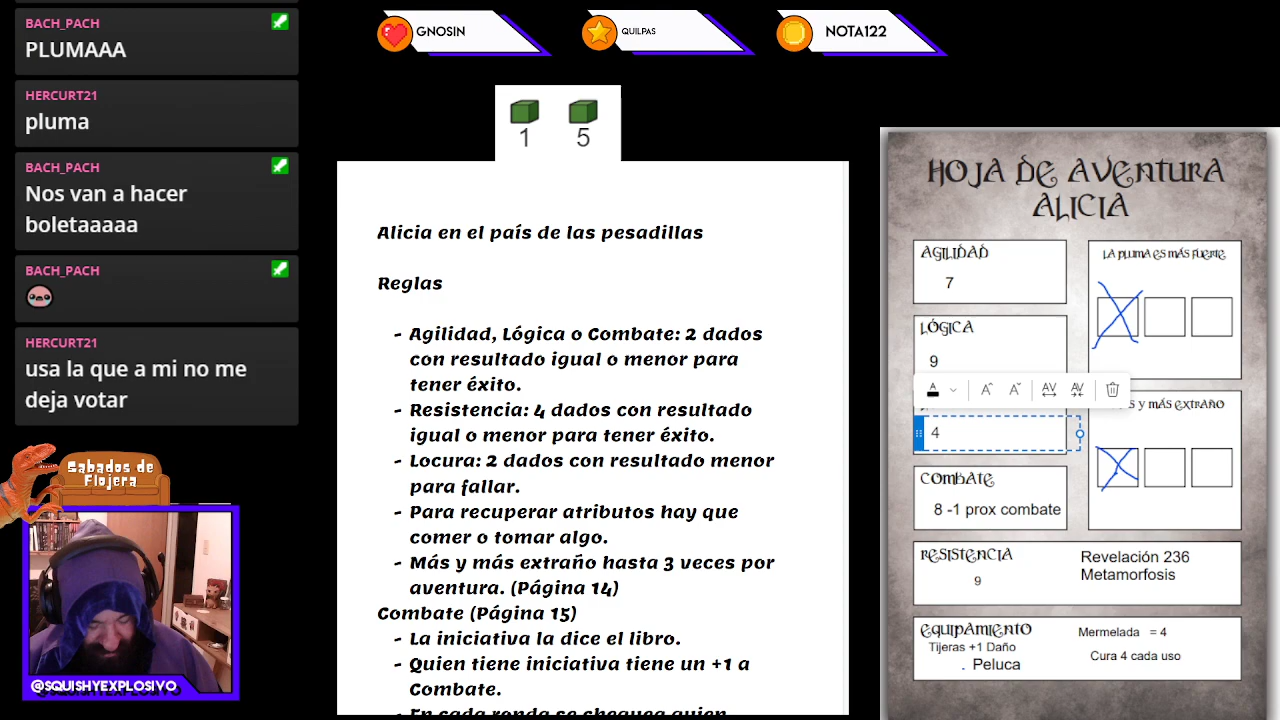 BACH_PACH
PLUMAAA
HERCURT21
pluma
BACH_PACH
Nos van a hacer
boletaaaaa
BACH_PACH
HERCURT21
usa la que a mi no me
deja votar
Sabados de
Flojera
@SQUISHYEXPLOSIVO
GNOSIN
QUILPAS
NOTA122
1 5
Alicia en el país de las pesadillas
Reglas
- Agilidad, Lógica o Combate: 2 dados
con resultado igual o menor para
tener éxito.
- Resistencia: 4 dados con resultado
igual o menor para tener éxito.
- Locura: 2 dados con resultado menor
para fallar.
- Para recuperar atributos hay que
comer o tomar algo.
- Más y más extraño hasta 3 veces por
aventura. (Página 14)
Combate (Página 15)
- La iniciativa la dice el libro.
- Quien tiene iniciativa tiene un +1 a
Combate.
- En cada ronda se chequea quien
HOJA DE AVENTURA
ALICIA
AGILIDAD
7
LÓGICA
9
4
COMBATE
8 -1 prox combate
RESISTENCIA
9
Revelación 236
Metamorfosis
EQUIPAMIENTO
Tijeras +1 Daño
. Peluca
Mermelada = 4
Cura 4 cada uso
LA PLUMA ES MÁS FUERTE
Y MÁS EXTRAÑO